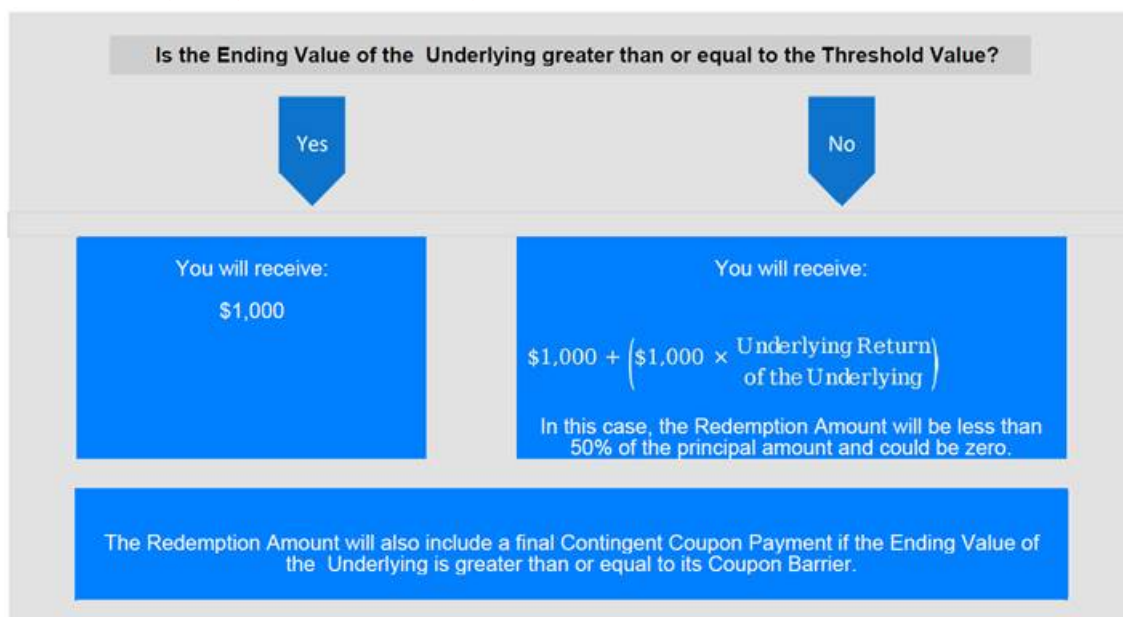 Is the Ending Value of the Underlying greater than or equal to the Threshold Value?
Yes
No
You will receive:
$1,000
You will receive:
$1,000 + ($1,000 × Underlying Return
of the Underlying)
In this case, the Redemption Amount will be less than
50% of the principal amount and could be zero.
The Redemption Amount will also include a final Contingent Coupon Payment if the Ending Value of
the Underlying is greater than or equal to its Coupon Barrier.